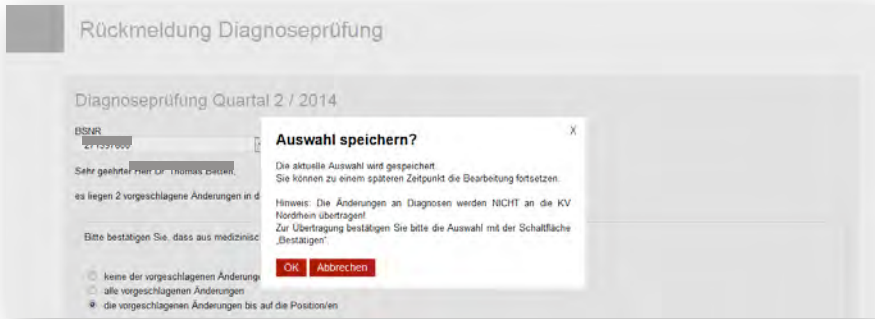 Rückmeldung Diagnoseprüfung
Diagnoseprüfung Quartal 2 / 2014
BSNR
Sehr geehrter Herr Dr.
es liegen 2 vorgeschlagene Änderungen in d
Bitte bestätigen Sie, dass aus medizinisc
keine der vorgeschlagenen Änderung
alle vorgeschlagenen Änderungen
die vorgeschlagenen Änderungen bis auf die Position/en
Auswahl speichern?
X
Die aktuelle Auswahl wird gespeichert.
Sie können zu einem späteren Zeitpunkt die Bearbeitung fortsetzen.
Hinweis: Die Änderungen an Diagnosen werden NICHT an die KV
Nordrhein übertragen!
Zur Übertragung bestätigen Sie bitte die Auswahl mit der Schaltfläche
„Bestätigen“.
OK Abbrechen